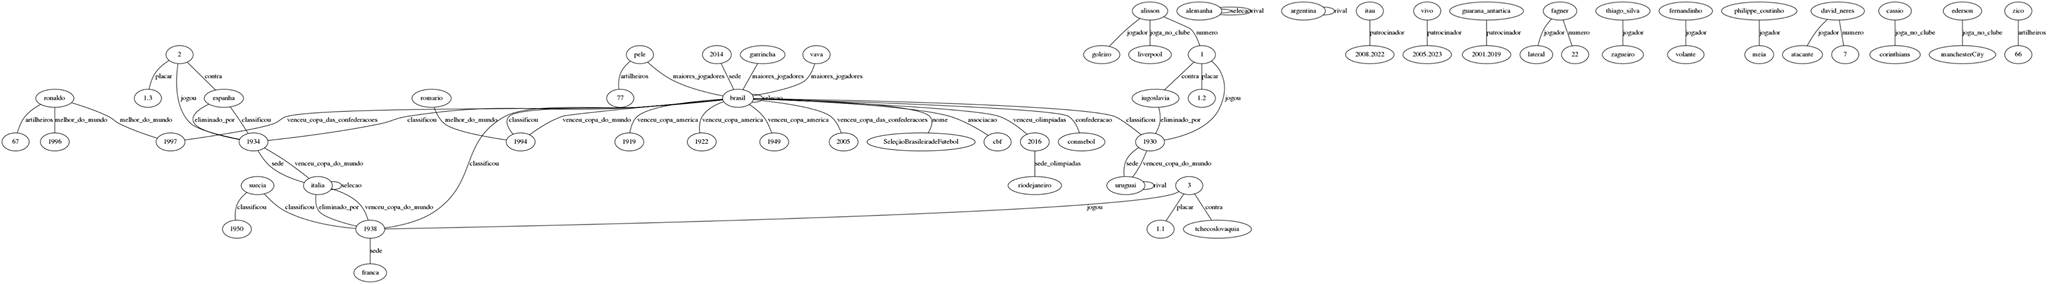 alisson
alemanha
selecao
rival
argentina
rival
itau
vivo
guarana_antartica
fagner
thiago_silva
fernandinho
philippe_coutinho
david_neres
cassio
ederson
zico
jogador
joga_no_clube
numero
patrocinador
patrocinador
patrocinador
jogador
numero
jogador
jogador
jogador
jogador
numero
joga_no_clube
joga_no_clube
artilheiros
2
pele
2014
garrincha
vava
goleiro
liverpool
1
2008.2022
2005.2023
2001.2019
lateral
22
zagueiro
volante
meia
atacante
7
corinthians
manchesterCity
66
placar
contra
artilheiros
maiores_jogadores
sede
maiores_jogadores
maiores_jogadores
contra
placar
jogou
jogou
ronaldo
1.3
espanha
romario
77
brasil
selecao
iugoslavia
1.2
artilheiros
melhor_do_mundo
melhor_do_mundo
eliminado_por
classificou
venceu_copa_das_confederacoes
classificou
melhor_do_mundo
classificou
venceu_copa_do_mundo
venceu_copa_america
venceu_copa_america
venceu_copa_america
venceu_copa_das_confederacoes
nome
associacao
venceu_olimpiadas
confederacao
classificou
eliminado_por
67
1996
1997
1934
1994
1919
1922
1949
2005
SeleçãoBrasileiradeFutebol
cbf
2016
conmebol
1930
sede
venceu_copa_do_mundo
classificou
sede_olimpiadas
sede
venceu_copa_do_mundo
suecia
italia
selecao
riodejaneiro
uruguai
rival
3
classificou
classificou
eliminado_por
venceu_copa_do_mundo
jogou
placar
contra
1950
1938
1.1
tchecoslovaquia
sede
franca